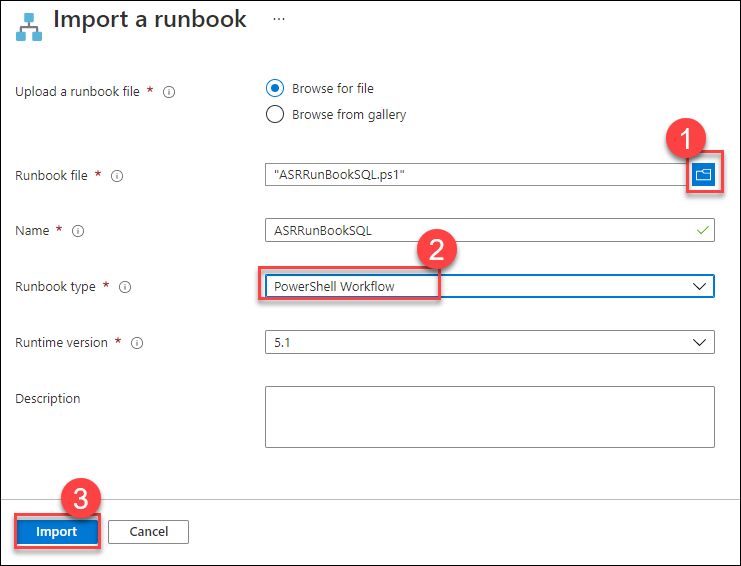 Import a runbook ...
Upload a runbook file *
Browse for file
Browse from gallery
1
Runbook file *
"ASRRunBookSQL.ps1"
Name *
ASRRunBookSQL
2
Runbook type *
PowerShell Workflow
Runtime version *
5.1
Description
3
Import
Cancel